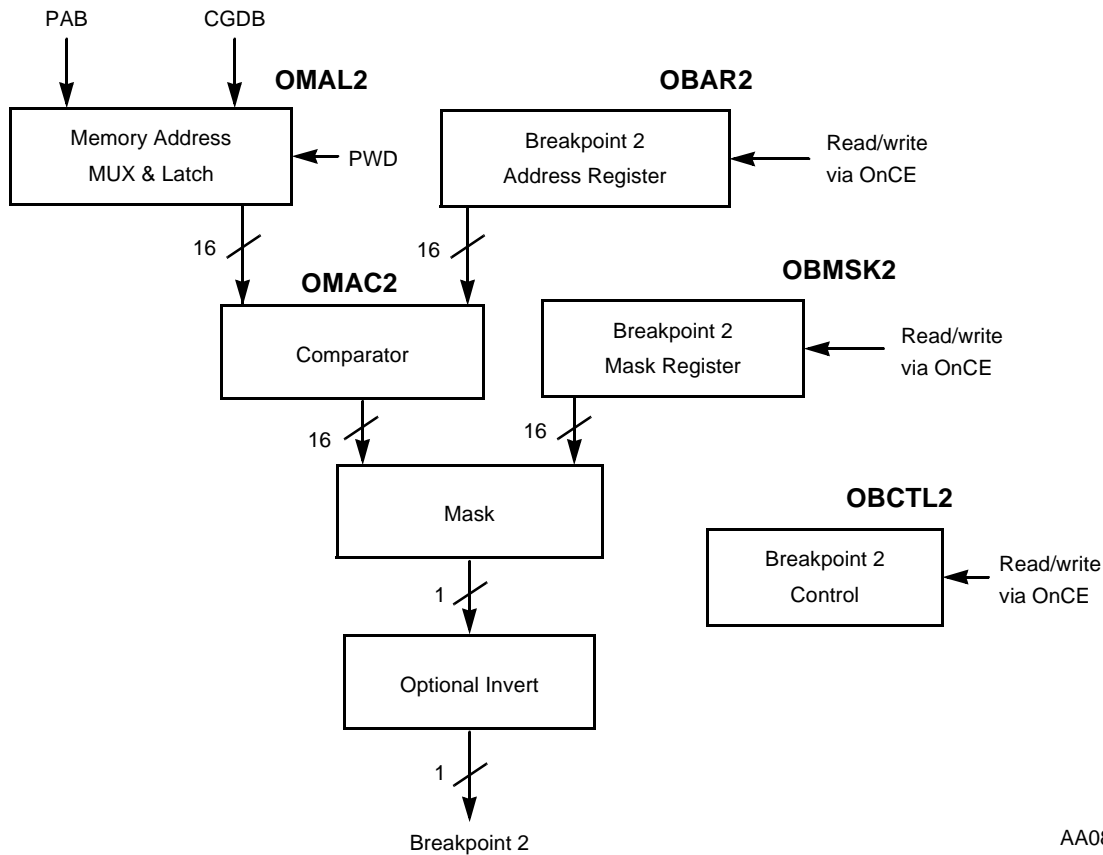 PAB
CGDB
OMAL2
OBAR2
Memory Address
MUX & Latch
PWD
Breakpoint 2
Address Register
Read/write
via OnCE
16
16
OMAC2
OBMSK2
Comparator
Breakpoint 2
Mask Register
Read/write
via OnCE
16
16
Mask
OBCTL2
Breakpoint 2
Control
Read/write
via OnCE
1
Optional Invert
1
Breakpoint 2
AA08